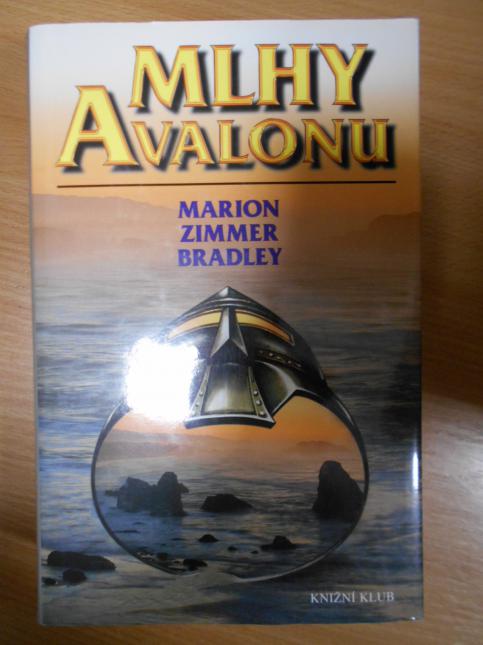 MLHY
AVALONU
MARION
ZIMMER
BRADLEY
KNIŽNÍ KLUB